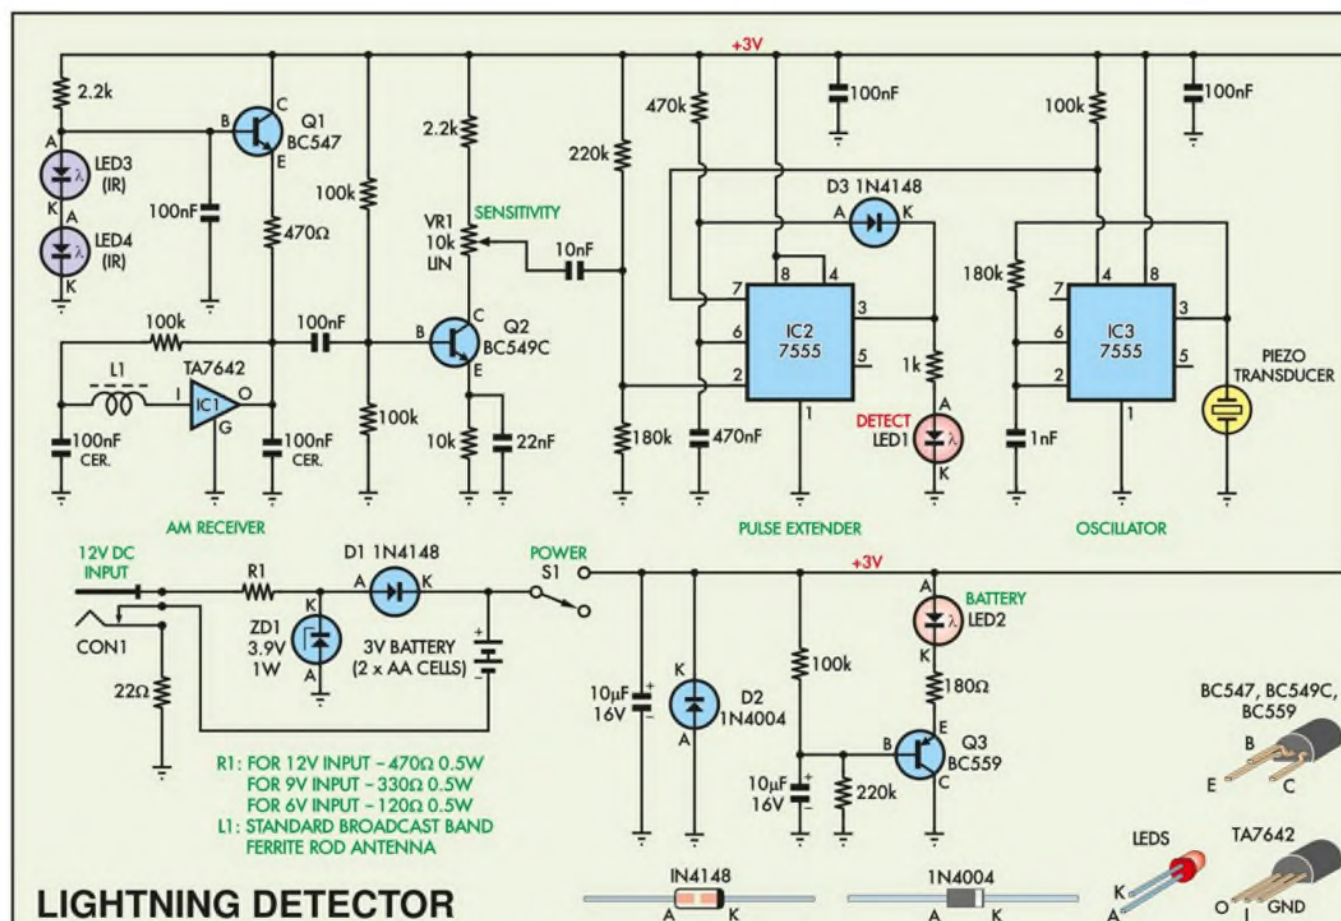 +3V
2.2k
A
LED3
(IR)
K
A
LED4
(IR)
K
100nF
B
C
Q1
BC547
E
470Ω
100k
2.2k
VR1
10k
LIN
SENSITIVITY
10nF
220k
470k
100nF
D3 1N4148
A
K
100k
100nF
180k
8
4
7
6
2
3
5
1
IC2
7555
1k
DETECT
A
LED1
K
4
8
7
6
2
3
5
1
IC3
7555
PIEZO
TRANSDUCER
100k
L1
TA7642
I
IC1
O
G
100nF
CER.
100nF
CER.
100nF
100k
B
C
Q2
BC549C
E
10k
22nF
180k
470nF
1nF
AM RECEIVER
PULSE EXTENDER
OSCILLATOR
12V DC
INPUT
CON1
22Ω
R1
D1 1N4148
A
K
K
ZD1
3.9V
1W
A
3V BATTERY
(2 x AA CELLS)
+
–
POWER
S1
+3V
10µF
16V
+
–
K
D2
1N4004
A
100k
10µF
16V
+
–
220k
A
BATTERY
LED2
K
180Ω
E
B
Q3
BC559
C
R1: FOR 12V INPUT – 470Ω 0.5W
FOR 9V INPUT – 330Ω 0.5W
FOR 6V INPUT – 120Ω 0.5W
L1: STANDARD BROADCAST BAND
FERRITE ROD ANTENNA
BC547, BC549C,
BC559
B
E
C
LEDS
K
A
TA7642
O
I
GND
1N4148
A
K
1N4004
A
K
LIGHTNING DETECTOR